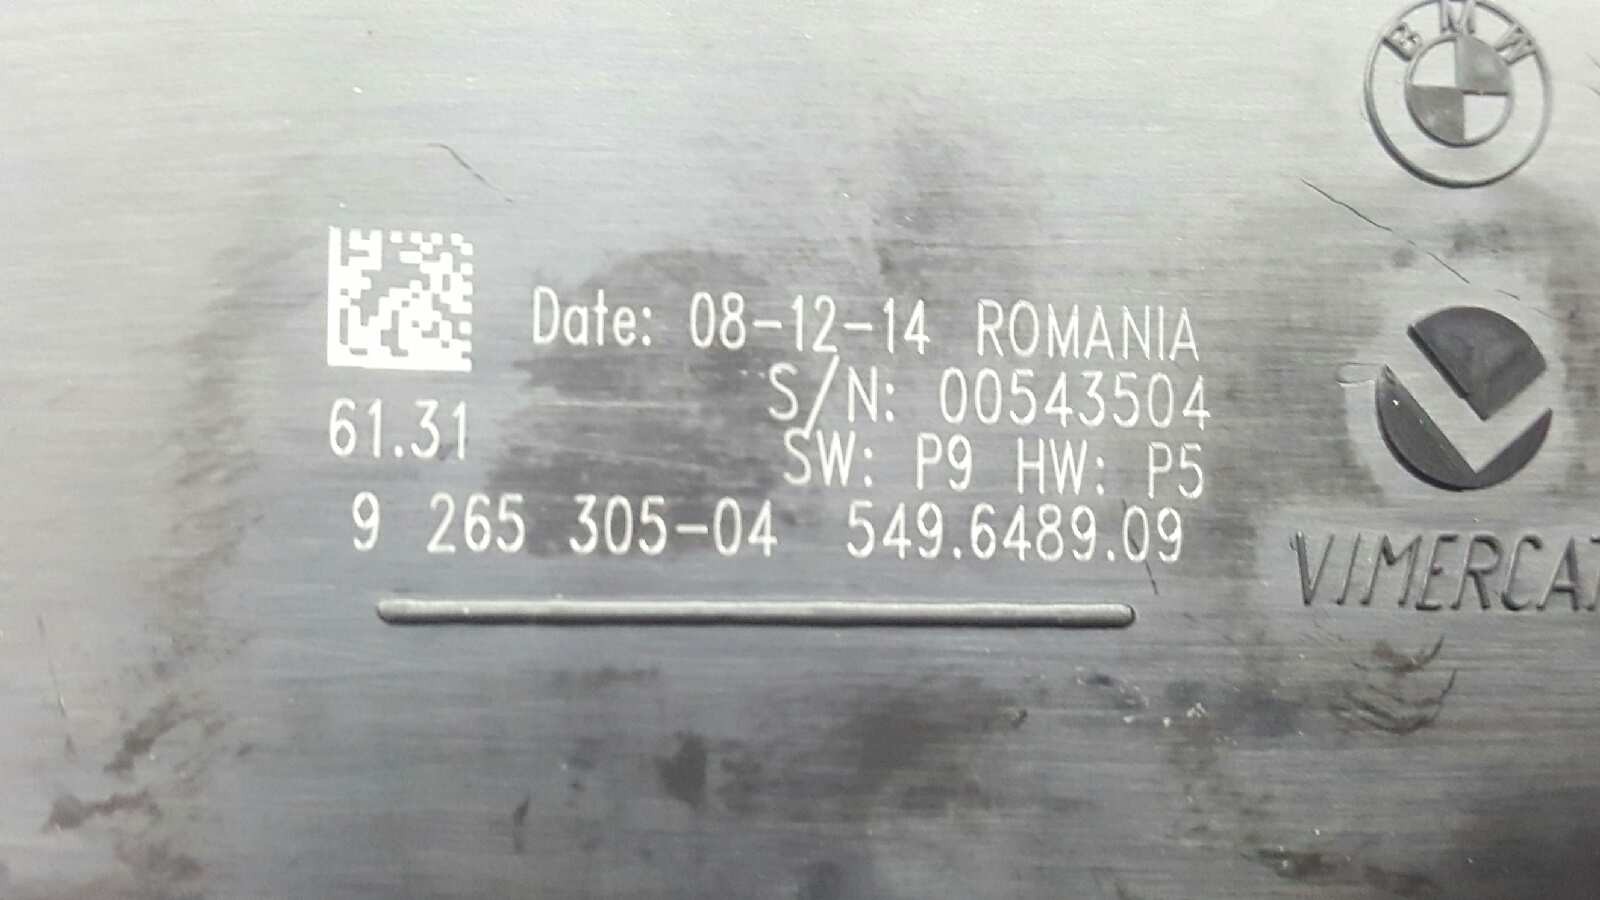 BMW
Date: 08-12-14 ROMANIA
S/N: 00543504
61.31
SW: P9 HW: P5
9 265 305-04 549.6489.09
VIMERCAT